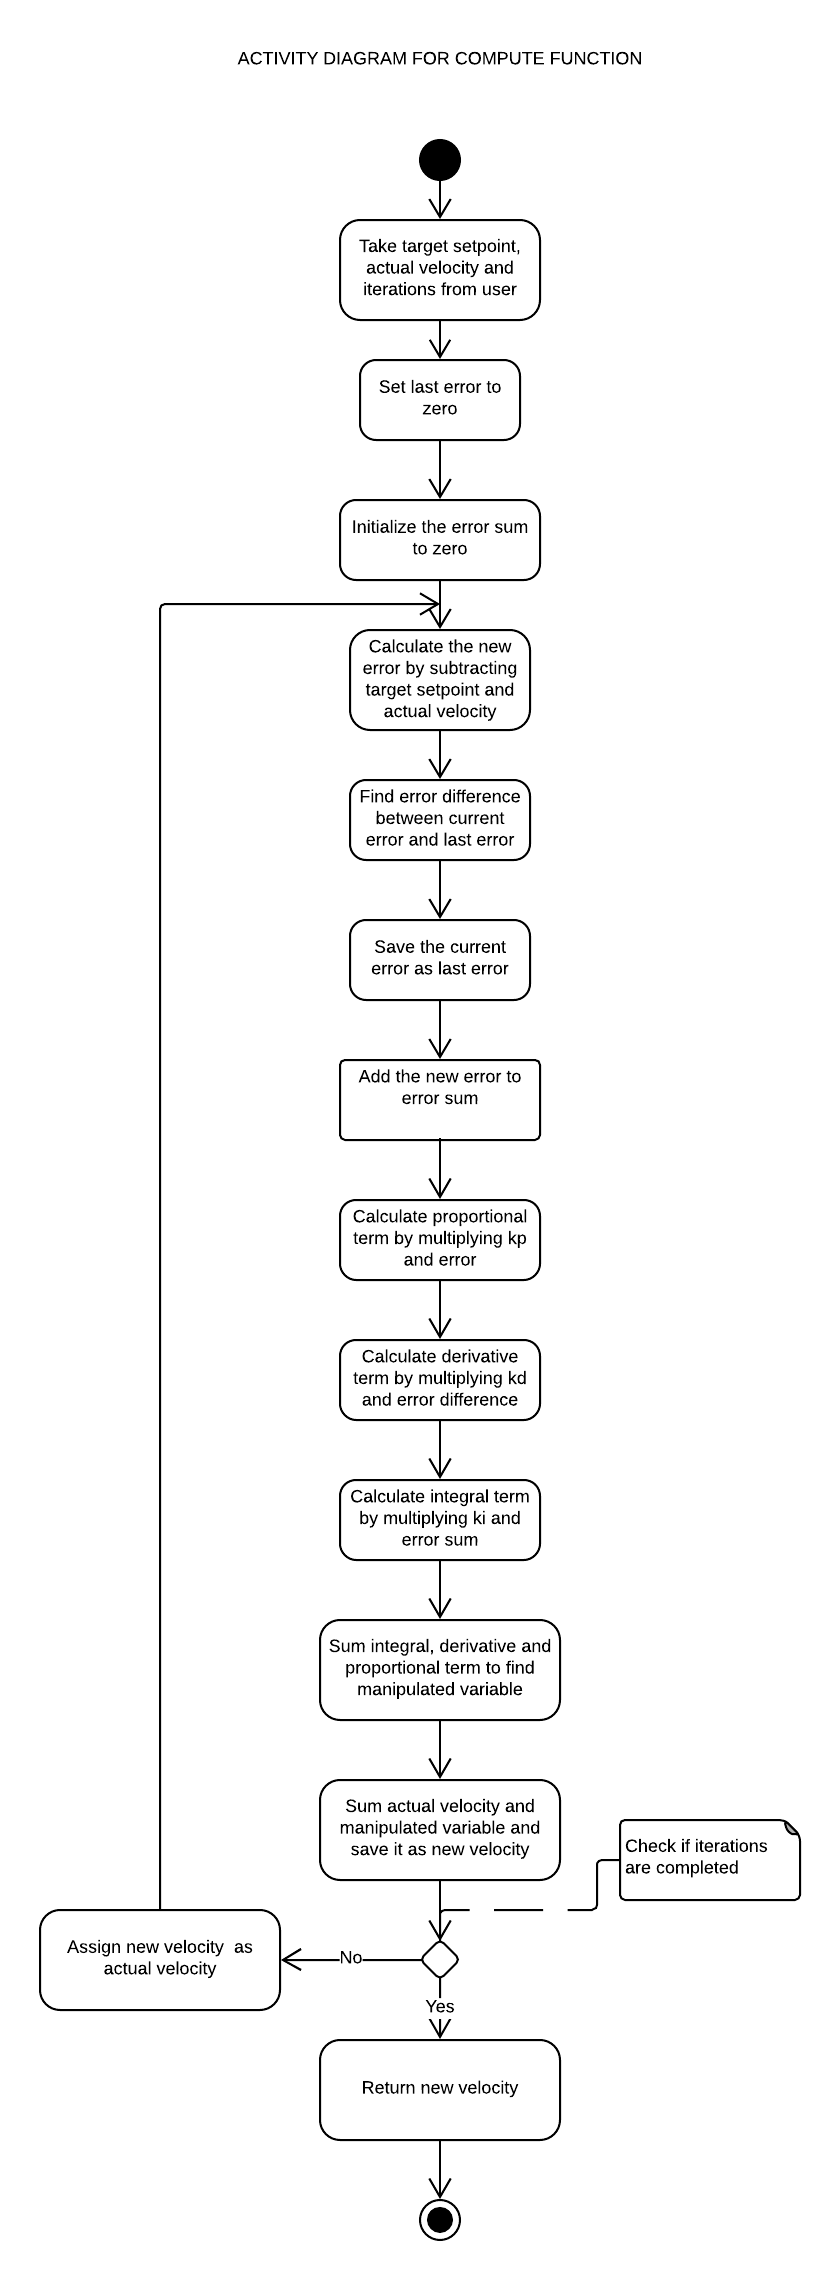 ACTIVITY DIAGRAM FOR COMPUTE FUNCTION
Take target setpoint,
actual velocity and
iterations from user
Set last error to
zero
Initialize the error sum
to zero
Calculate the new
error by subtracting
target setpoint and
actual velocity
Find error difference
between current
error and last error
Save the current
error as last error
Add the new error to
error sum
Calculate proportional
term by multiplying kp
and error
Calculate derivative
term by multiplying kd
and error difference
Calculate integral term
by multiplying ki and
error sum
Sum integral, derivative and
proportional term to find
manipulated variable
Sum actual velocity and
manipulated variable and
save it as new velocity
Check if iterations
are completed
Assign new velocity  as
actual velocity
No
Yes
Return new velocity